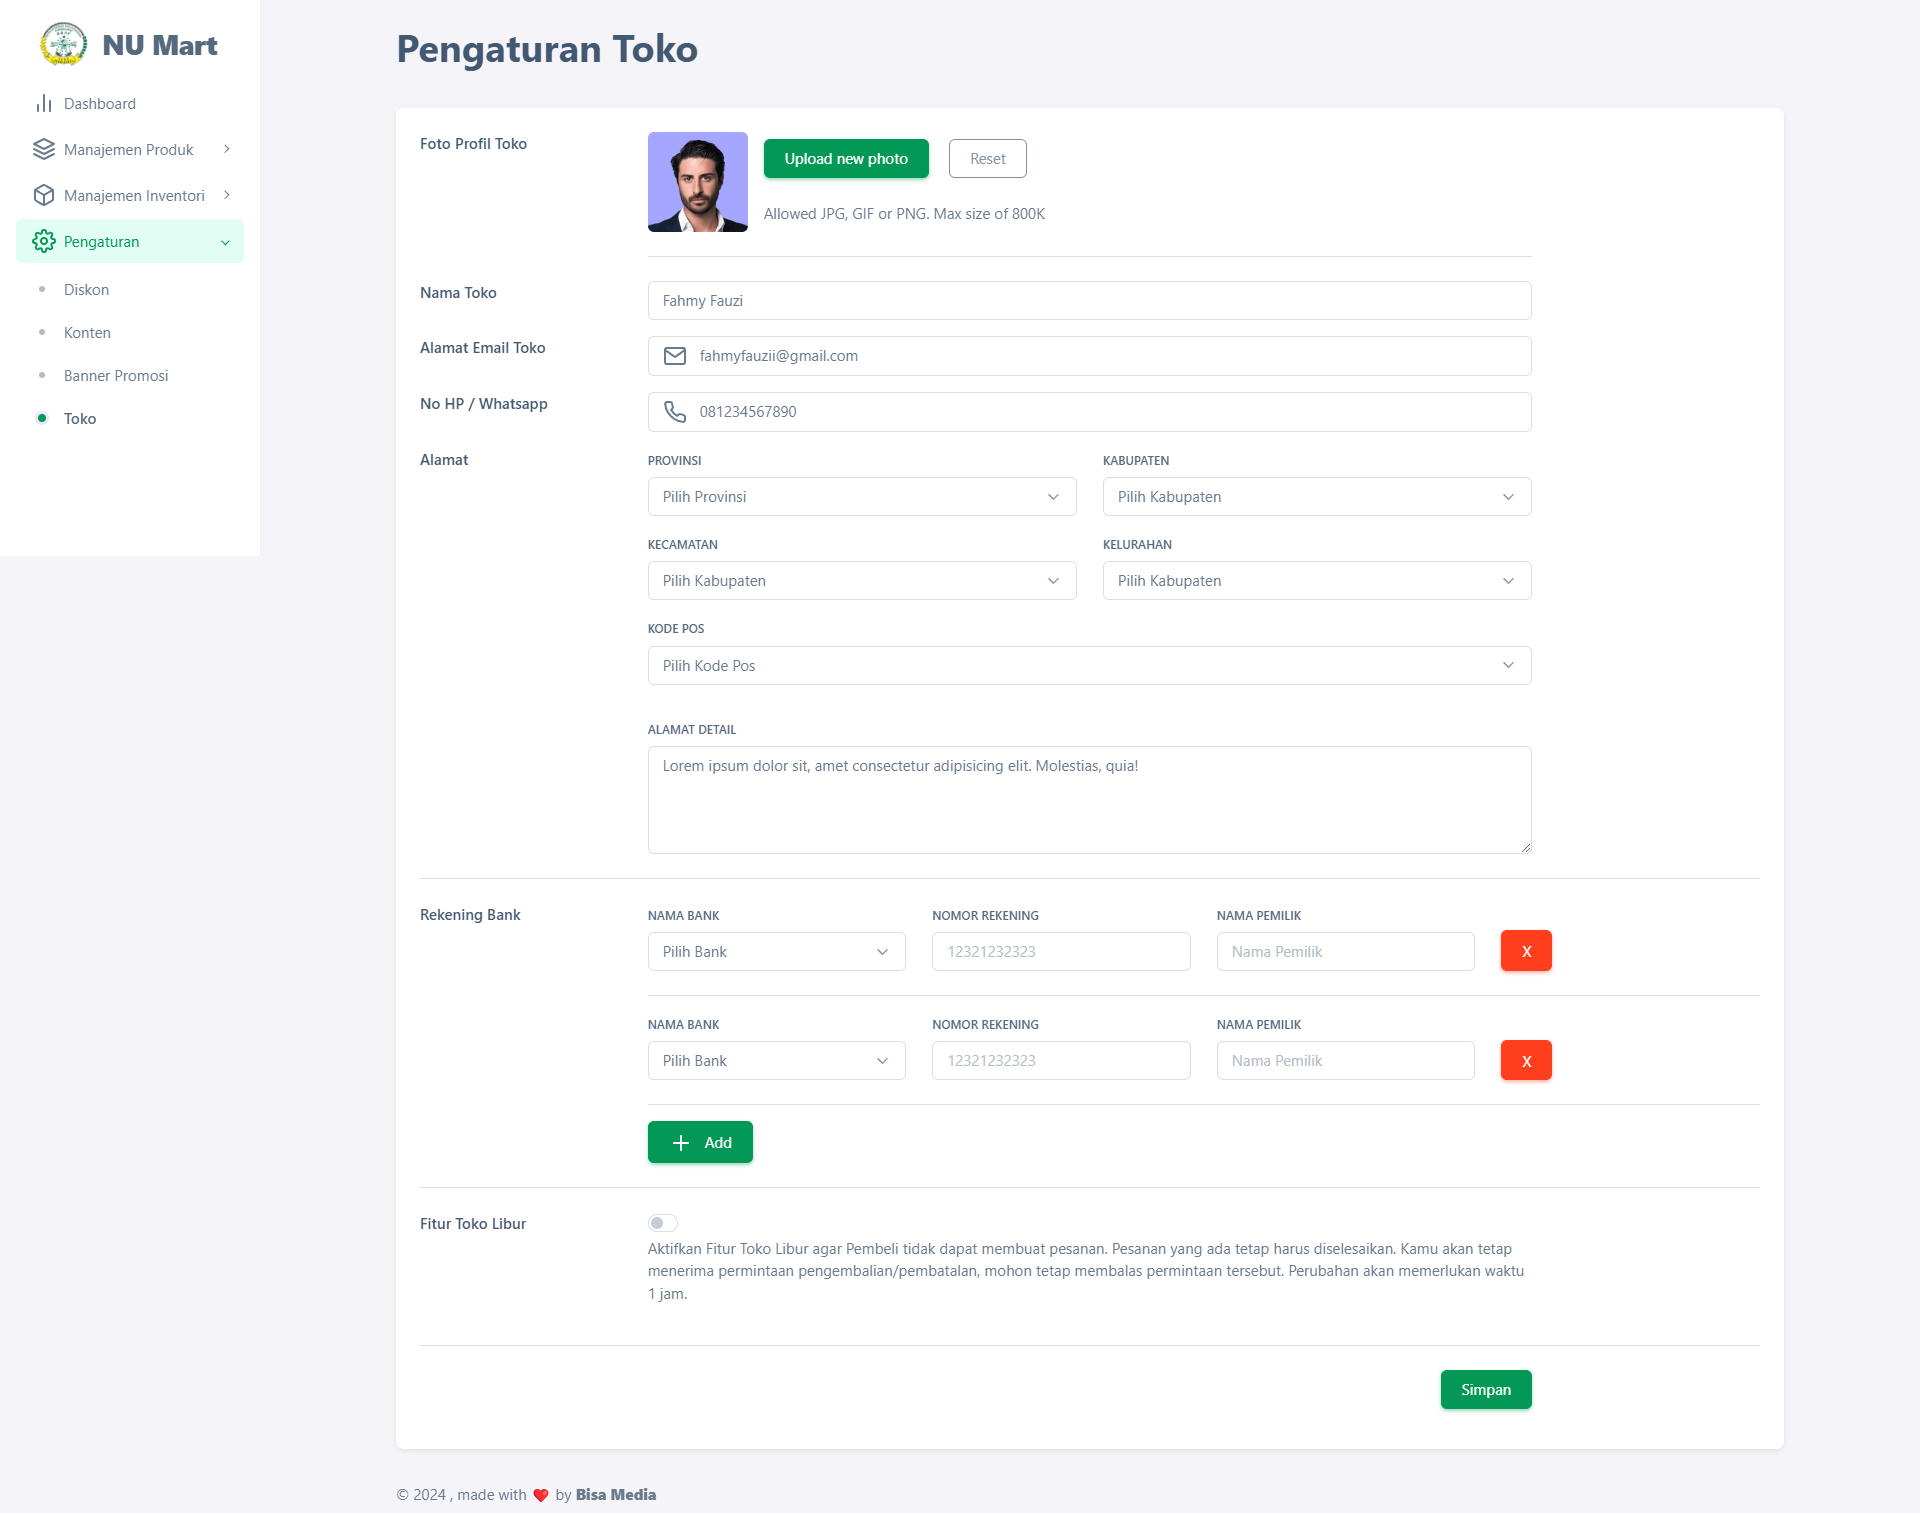 NU Mart
Dashboard
Manajemen Produk
Manajemen Inventori
Pengaturan
Diskon
Konten
Banner Promosi
Toko
Pengaturan Toko
Foto Profil Toko
Upload new photo
Reset
Allowed JPG, GIF or PNG. Max size of 800K
Nama Toko
Fahmy Fauzi
Alamat Email Toko
fahmyfauzii@gmail.com
No HP / Whatsapp
081234567890
Alamat
PROVINSI
KABUPATEN
Pilih Provinsi
Pilih Kabupaten
KECAMATAN
KELURAHAN
Pilih Kabupaten
Pilih Kabupaten
KODE POS
Pilih Kode Pos
ALAMAT DETAIL
Lorem ipsum dolor sit, amet consectetur adipisicing elit. Molestias, quia!
Rekening Bank
NAMA BANK
NOMOR REKENING
NAMA PEMILIK
Pilih Bank
12321232323
Nama Pemilik
X
NAMA BANK
NOMOR REKENING
NAMA PEMILIK
Pilih Bank
12321232323
Nama Pemilik
X
Add
Fitur Toko Libur
Aktifkan Fitur Toko Libur agar Pembeli tidak dapat membuat pesanan. Pesanan yang ada tetap harus diselesaikan. Kamu akan tetap
menerima permintaan pengembalian/pembatalan, mohon tetap membalas permintaan tersebut. Perubahan akan memerlukan waktu
1 jam.
Simpan
© 2024 , made with ❤️ by Bisa Media